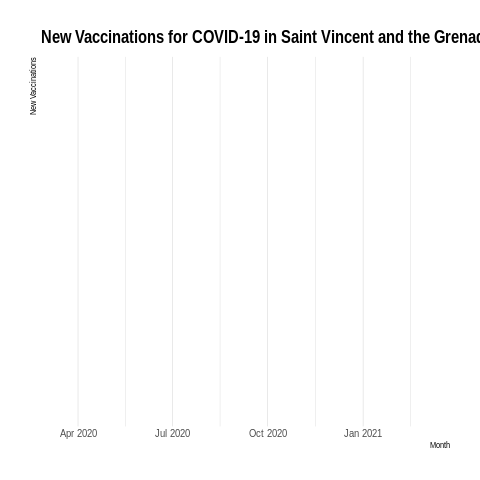 New Vaccinations for COVID-19 in Saint Vincent and the
New Vaccinations
Apr 2020 Jul 2020 Oct 2020 Jan 2021
Month